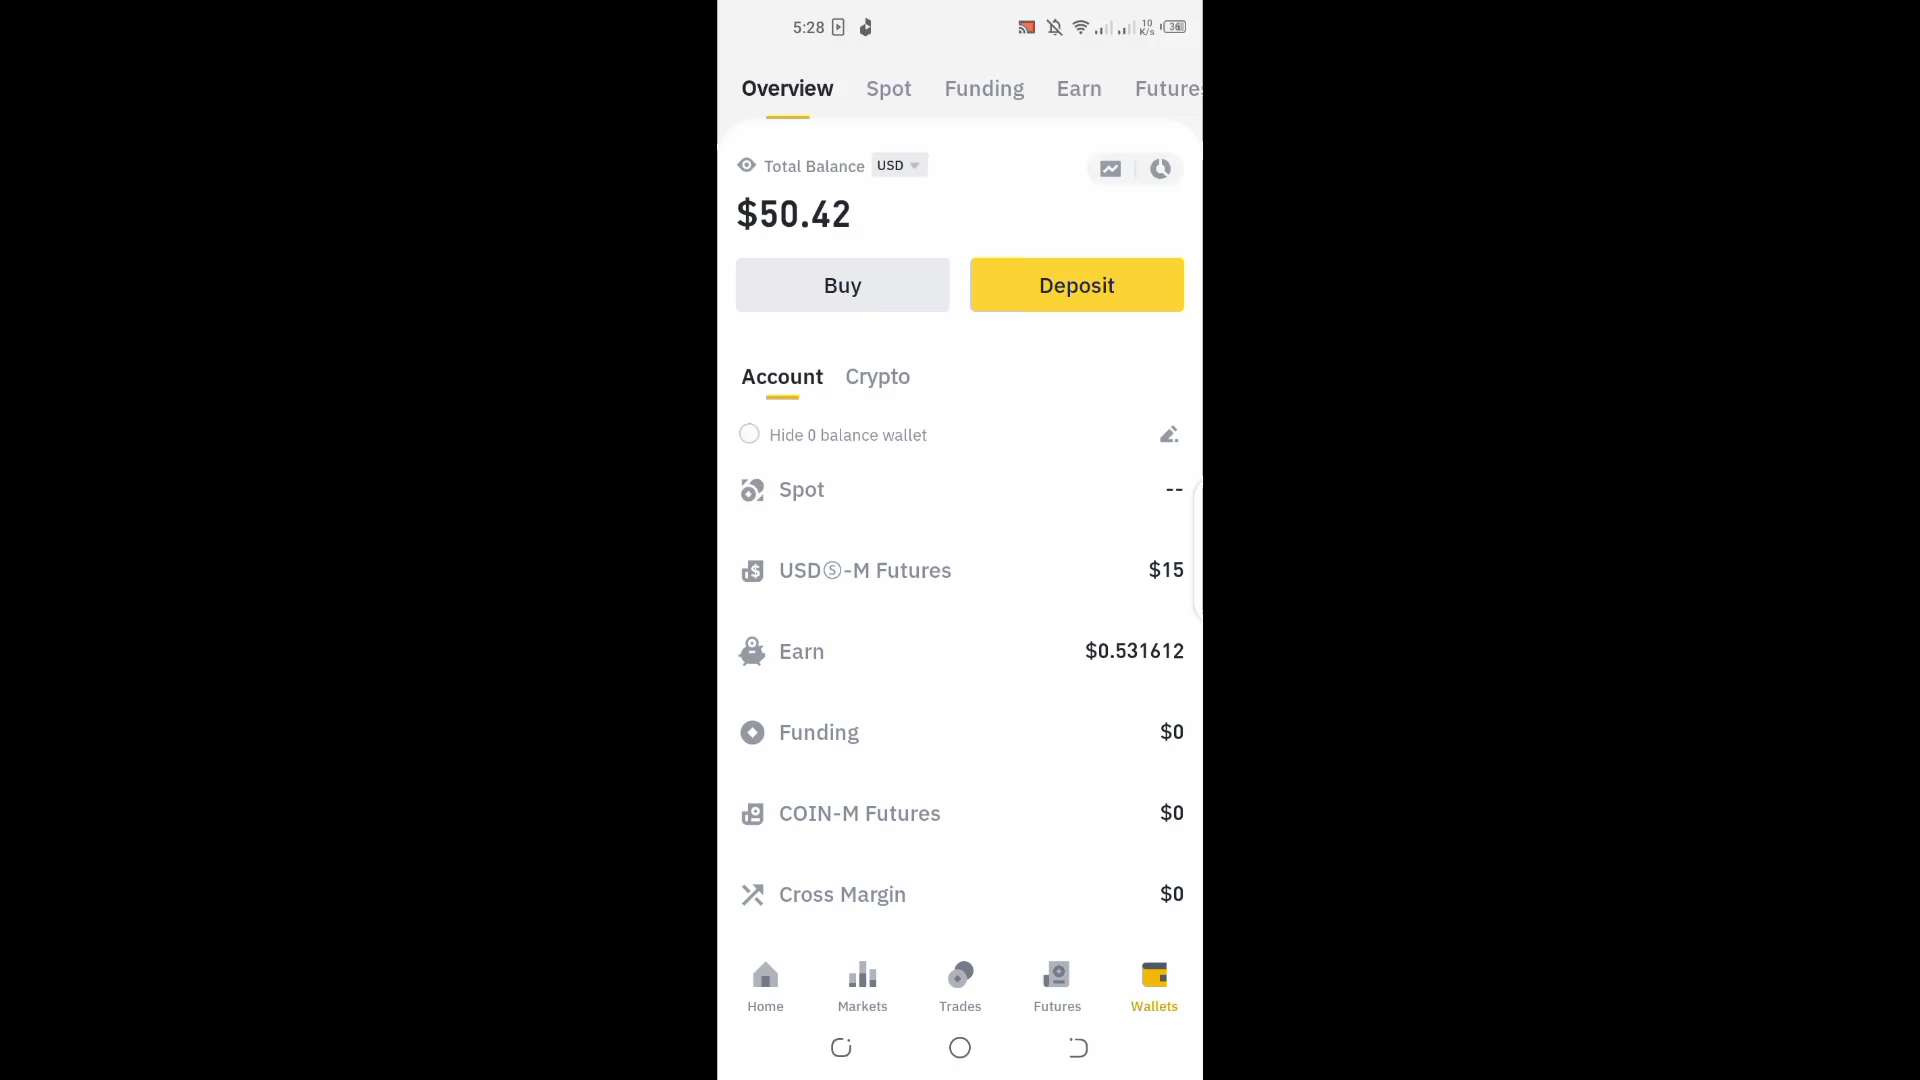 5:28 10 K/s 36
Overview Spot Funding Earn Future
Total Balance USD
$50.42
Buy Deposit
Account Crypto
Hide 0 balance wallet
Spot --
USDⓈ-M Futures $15
Earn $0.531612
Funding $0
COIN-M Futures $0
Cross Margin $0
Home Markets Trades Futures Wallets